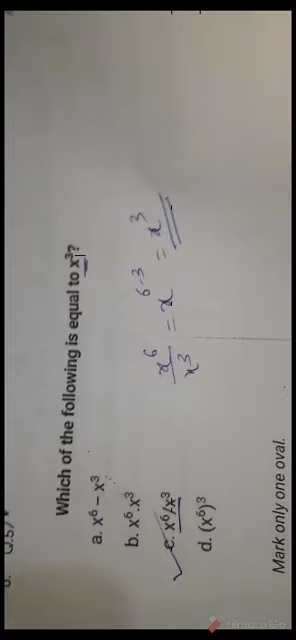 Which of the following is equal to x³?
a. x⁶ – x³
b. x⁶.x³
c. x⁶/x³
d. (x⁶)³
x⁶/x³ = x⁶⁻³ = x³
Mark only one oval.